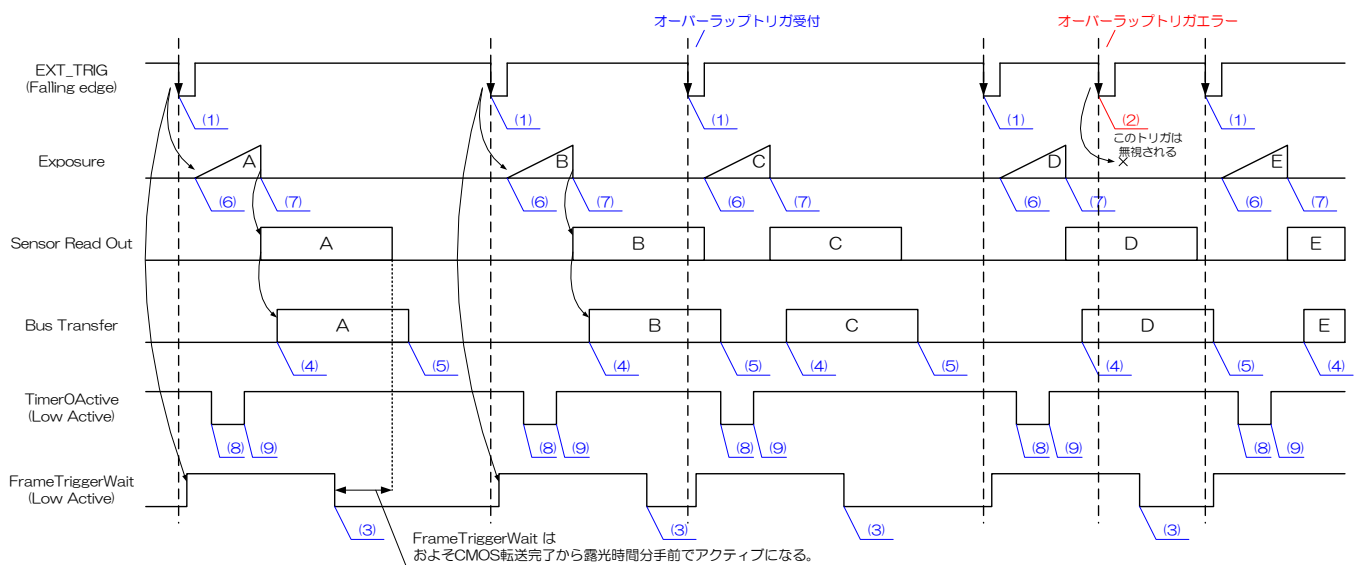 オーバーラップトリガ受付 オーバーラップトリガエラー
EXT_TRIG
(Falling edge)
(1) (1) (1) (1) (2) (1)
このトリガは
無視される
Exposure A B C D × E
(6) (7) (6) (7) (6) (7) (6) (7) (6) (7)
Sensor Read Out A B C D E
Bus Transfer A B C D E
(4) (5) (4) (5) (4) (5) (4) (5) (4)
Timer0Active
(Low Active)
(8) (9) (8) (9) (8) (9) (8) (9) (8) (9)
FrameTriggerWait
(Low Active)
(3) (3) (3) (3)
FrameTriggerWait は
およそCMOS転送完了から露光時間分手前でアクティブになる。